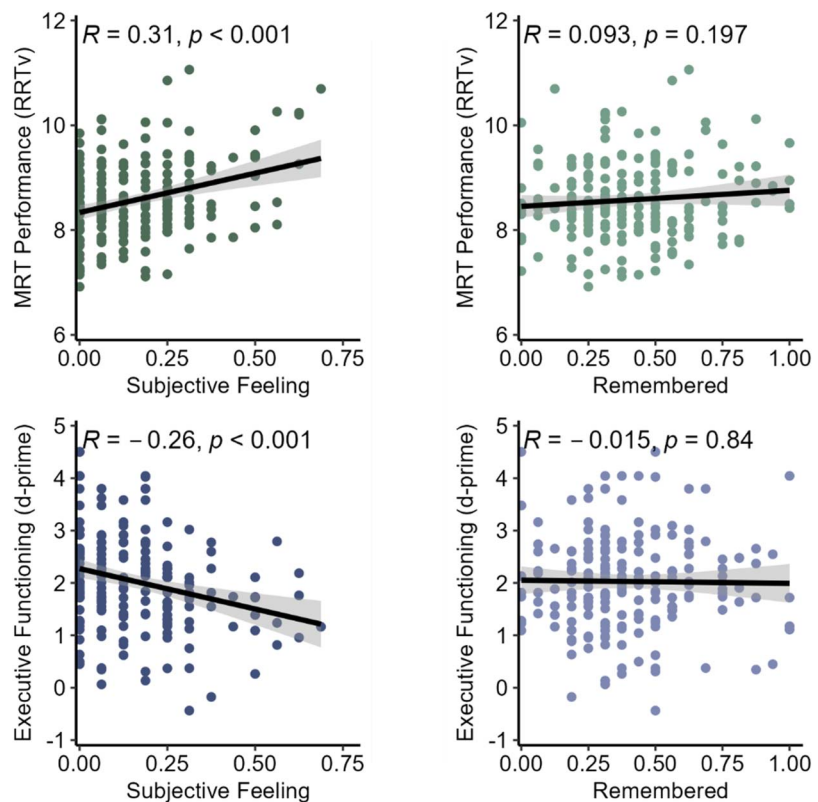 R = 0.31, p < 0.001
MRT Performance (RRTv)
12
10
8
6
0.00 0.25 0.50 0.75
Subjective Feeling
R = 0.093, p = 0.197
MRT Performance (RRTv)
12
10
8
6
0.00 0.25 0.50 0.75 1.00
Remembered
R = −0.26, p < 0.001
Executive Functioning (d-prime)
5
4
3
2
1
0
-1
0.00 0.25 0.50 0.75
Subjective Feeling
R = −0.015, p = 0.84
Executive Functioning (d-prime)
5
4
3
2
1
0
-1
0.00 0.25 0.50 0.75 1.00
Remembered